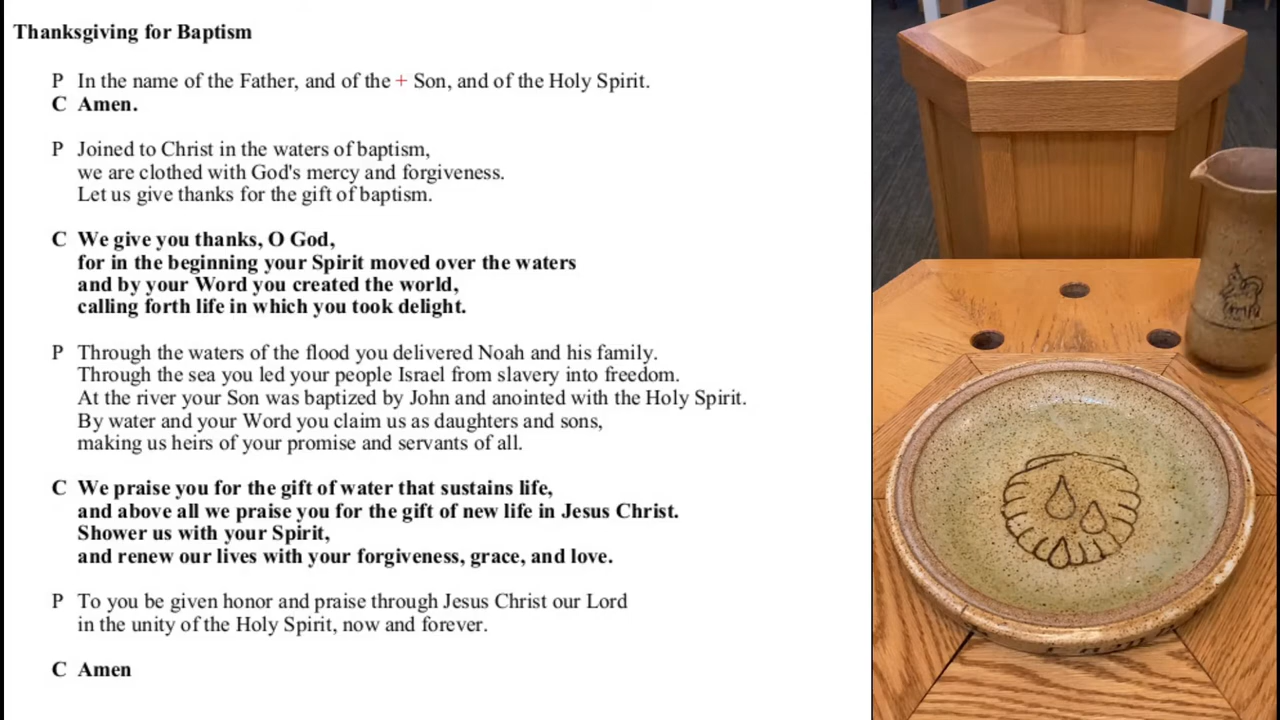 Thanksgiving for Baptism
P In the name of the Father, and of the + Son, and of the Holy Spirit.
C Amen.
P Joined to Christ in the waters of baptism,
we are clothed with God's mercy and forgiveness.
Let us give thanks for the gift of baptism.
C We give you thanks, O God,
for in the beginning your Spirit moved over the waters
and by your Word you created the world,
calling forth life in which you took delight.
P Through the waters of the flood you delivered Noah and his family.
Through the sea you led your people Israel from slavery into freedom.
At the river your Son was baptized by John and anointed with the Holy Spirit.
By water and your Word you claim us as daughters and sons,
making us heirs of your promise and servants of all.
C We praise you for the gift of water that sustains life,
and above all we praise you for the gift of new life in Jesus Christ.
Shower us with your Spirit,
and renew our lives with your forgiveness, grace, and love.
P To you be given honor and praise through Jesus Christ our Lord
in the unity of the Holy Spirit, now and forever.
C Amen